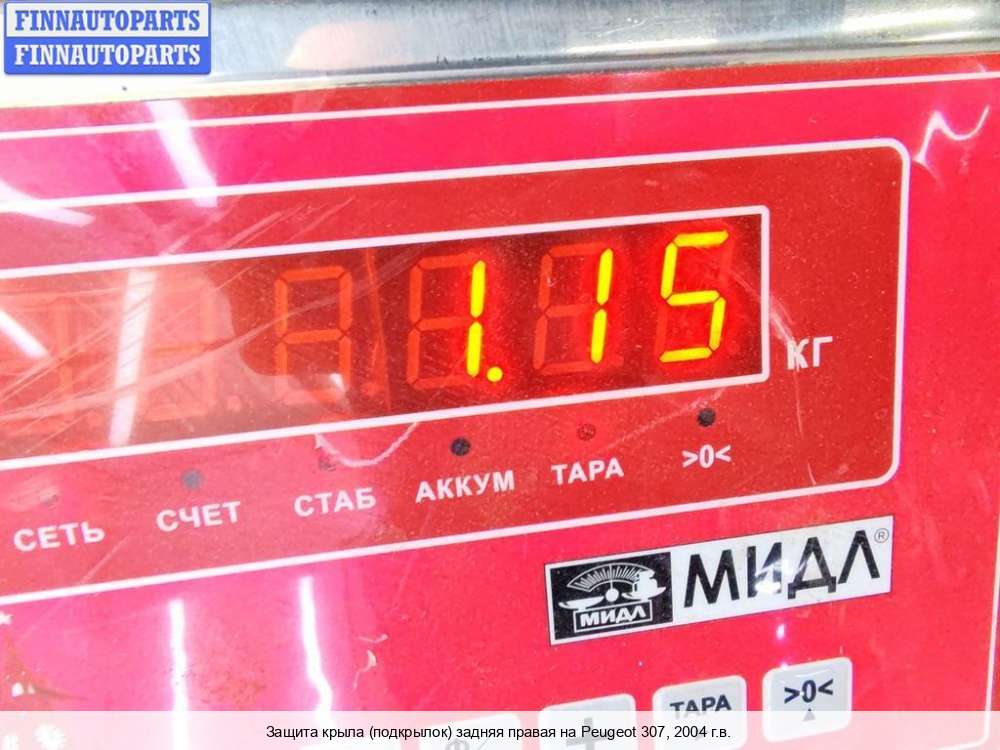 FINNAUTOPARTS
FINNAUTOPARTS
1.15
КГ
СЕТЬ СЧЕТ СТАБ АККУМ ТАРА >0<
МИДЛ МИДЛ®
ТАРА >0<
Защита крыла (подкрылок) задняя правая на Peugeot 307, 2004 г.в.